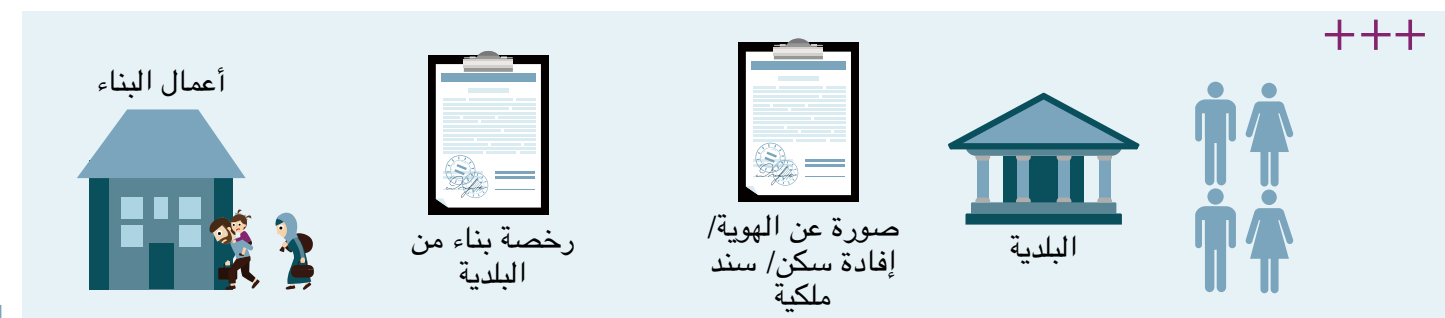 +++
البلدية
صورة عن الهوية/
إفادة سكن/ سند
ملكية
رخصة بناء من
البلدية
أعمال البناء